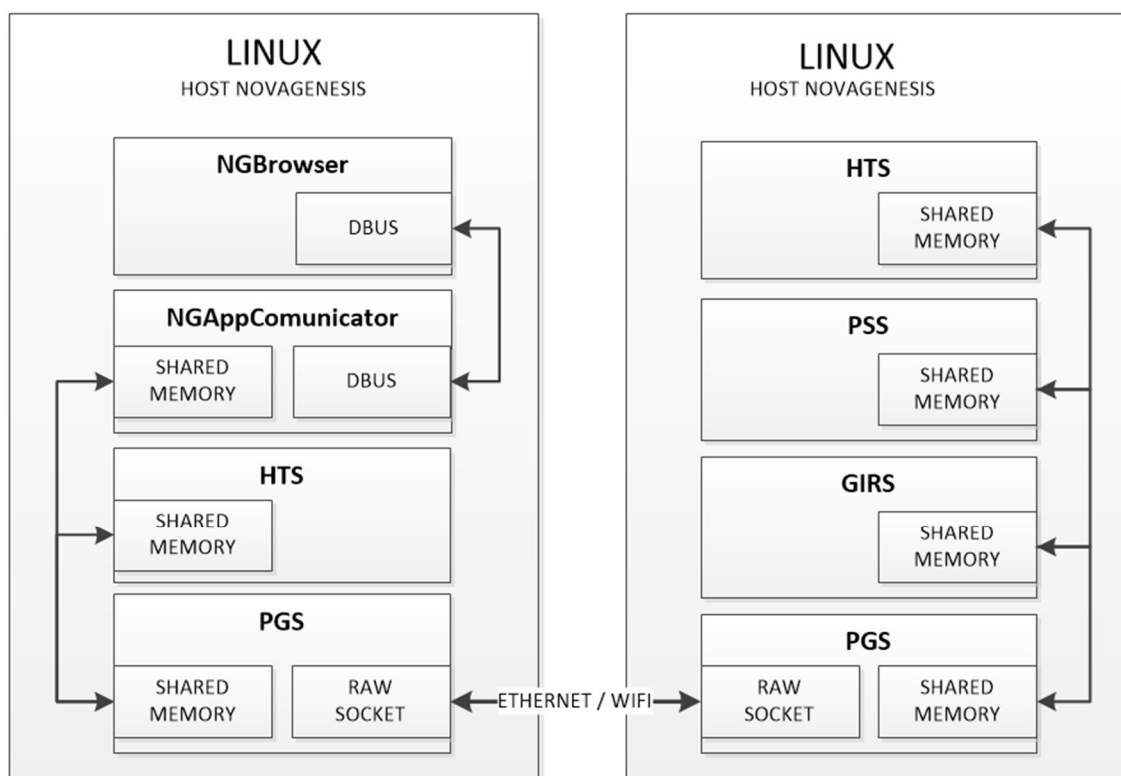 LINUX
HOST NOVAGENESIS
NGBrowser
DBUS
NGAppComunicator
SHARED
MEMORY
DBUS
HTS
SHARED
MEMORY
PGS
SHARED
MEMORY
RAW
SOCKET
ETHERNET / WIFI
LINUX
HOST NOVAGENESIS
HTS
SHARED
MEMORY
PSS
SHARED
MEMORY
GIRS
SHARED
MEMORY
PGS
RAW
SOCKET
SHARED
MEMORY